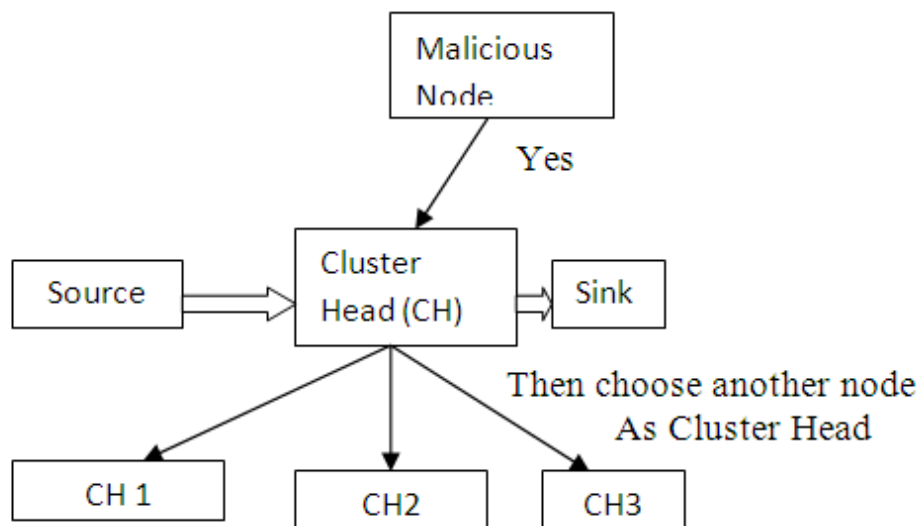 Malicious
Node
Yes
Cluster
Head (CH)
Source
Sink
Then choose another node
As Cluster Head
CH 1
CH2
CH3